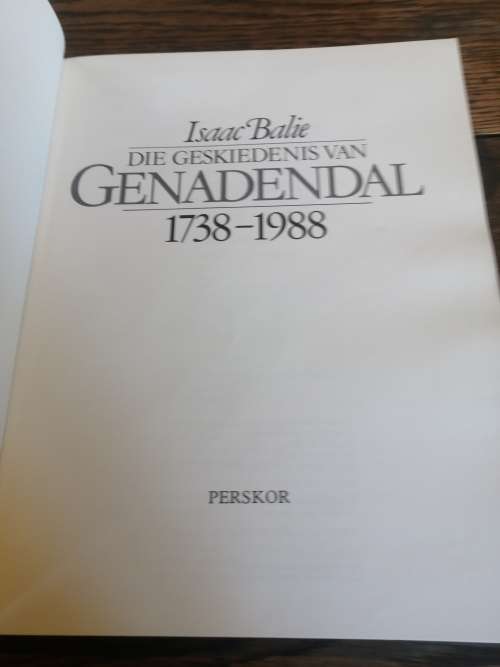 Isaac Balie
DIE GESKIEDENIS VAN
GENADENDAL
1738–1988
PERSKOR